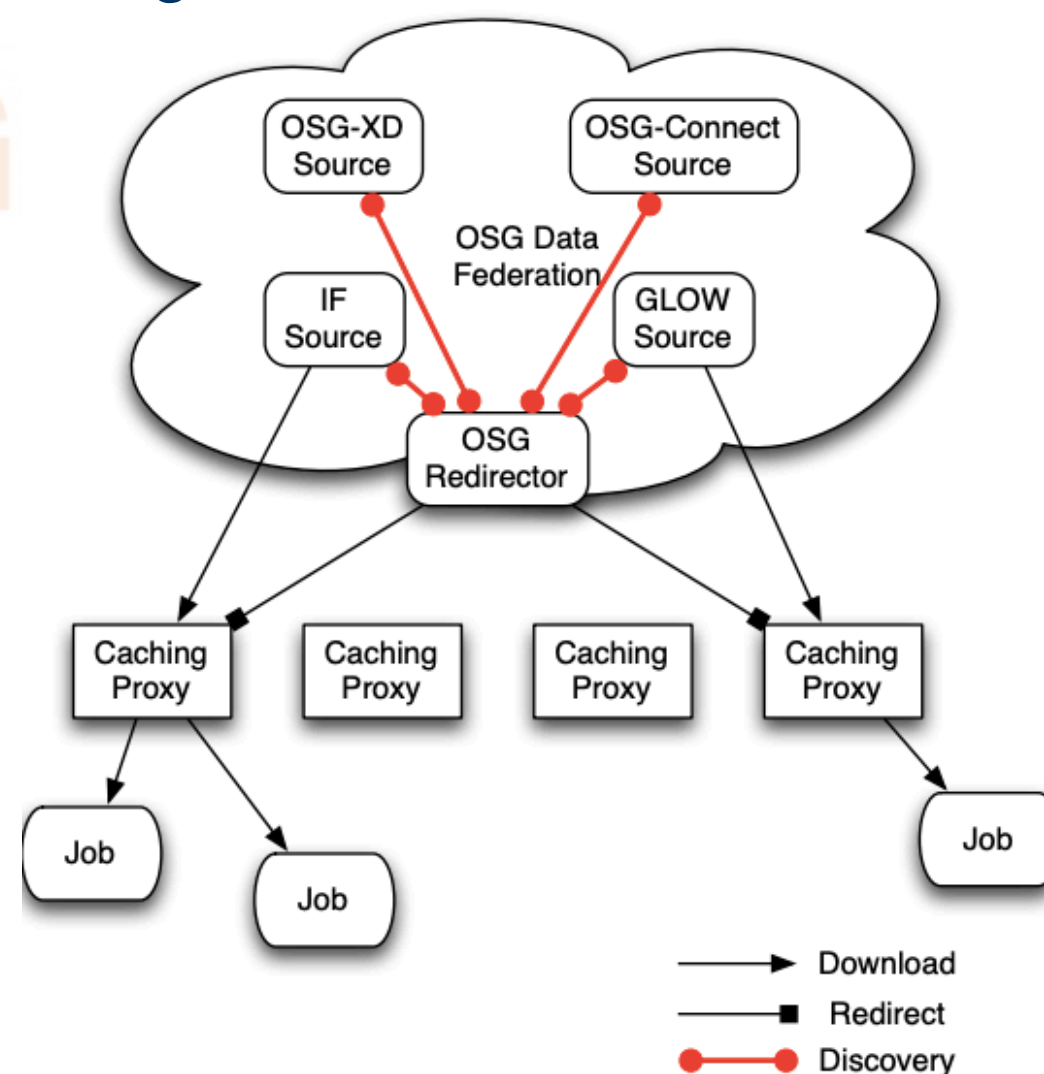 OSG-XD
Source
OSG-Connect
Source
OSG Data
Federation
IF
Source
GLOW
Source
OSG
Redirector
Caching
Proxy
Caching
Proxy
Caching
Proxy
Caching
Proxy
Job
Job
Job
Download
Redirect
Discovery